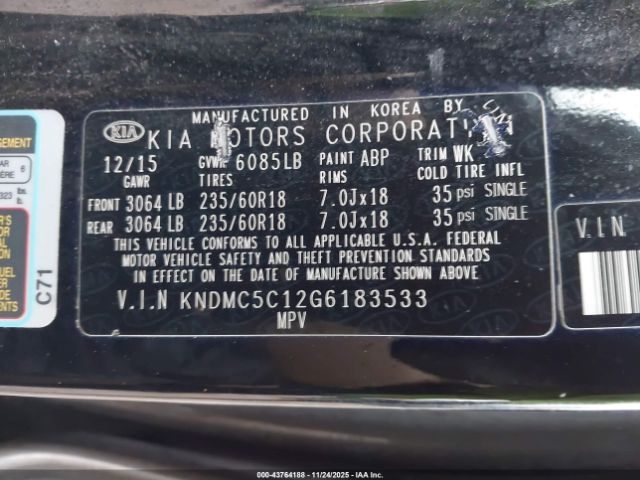 MANUFACTURED IN KOREA BY
KIA KIA MOTORS CORPORAT
12/15 GVWR 6085LB PAINT ABP TRIM WK
GAWR TIRES RIMS COLD TIRE INFL
FRONT 3064 LB 235/60R18 7.0Jx18 35 psi SINGLE
REAR 3064 LB 235/60R18 7.0Jx18 35 psi SINGLE
THIS VEHICLE CONFORMS TO ALL APPLICABLE U.S.A. FEDERAL
MOTOR VEHICLE SAFETY AND THEFT PREVENTION STANDARDS
IN EFFECT ON THE DATE OF MANUFACTURE SHOWN ABOVE.
V.I.N KNDMC5C12G6183533
MPV
C71
V.I.N
000-43764188 - 11/24/2025 - IAAI, Inc.